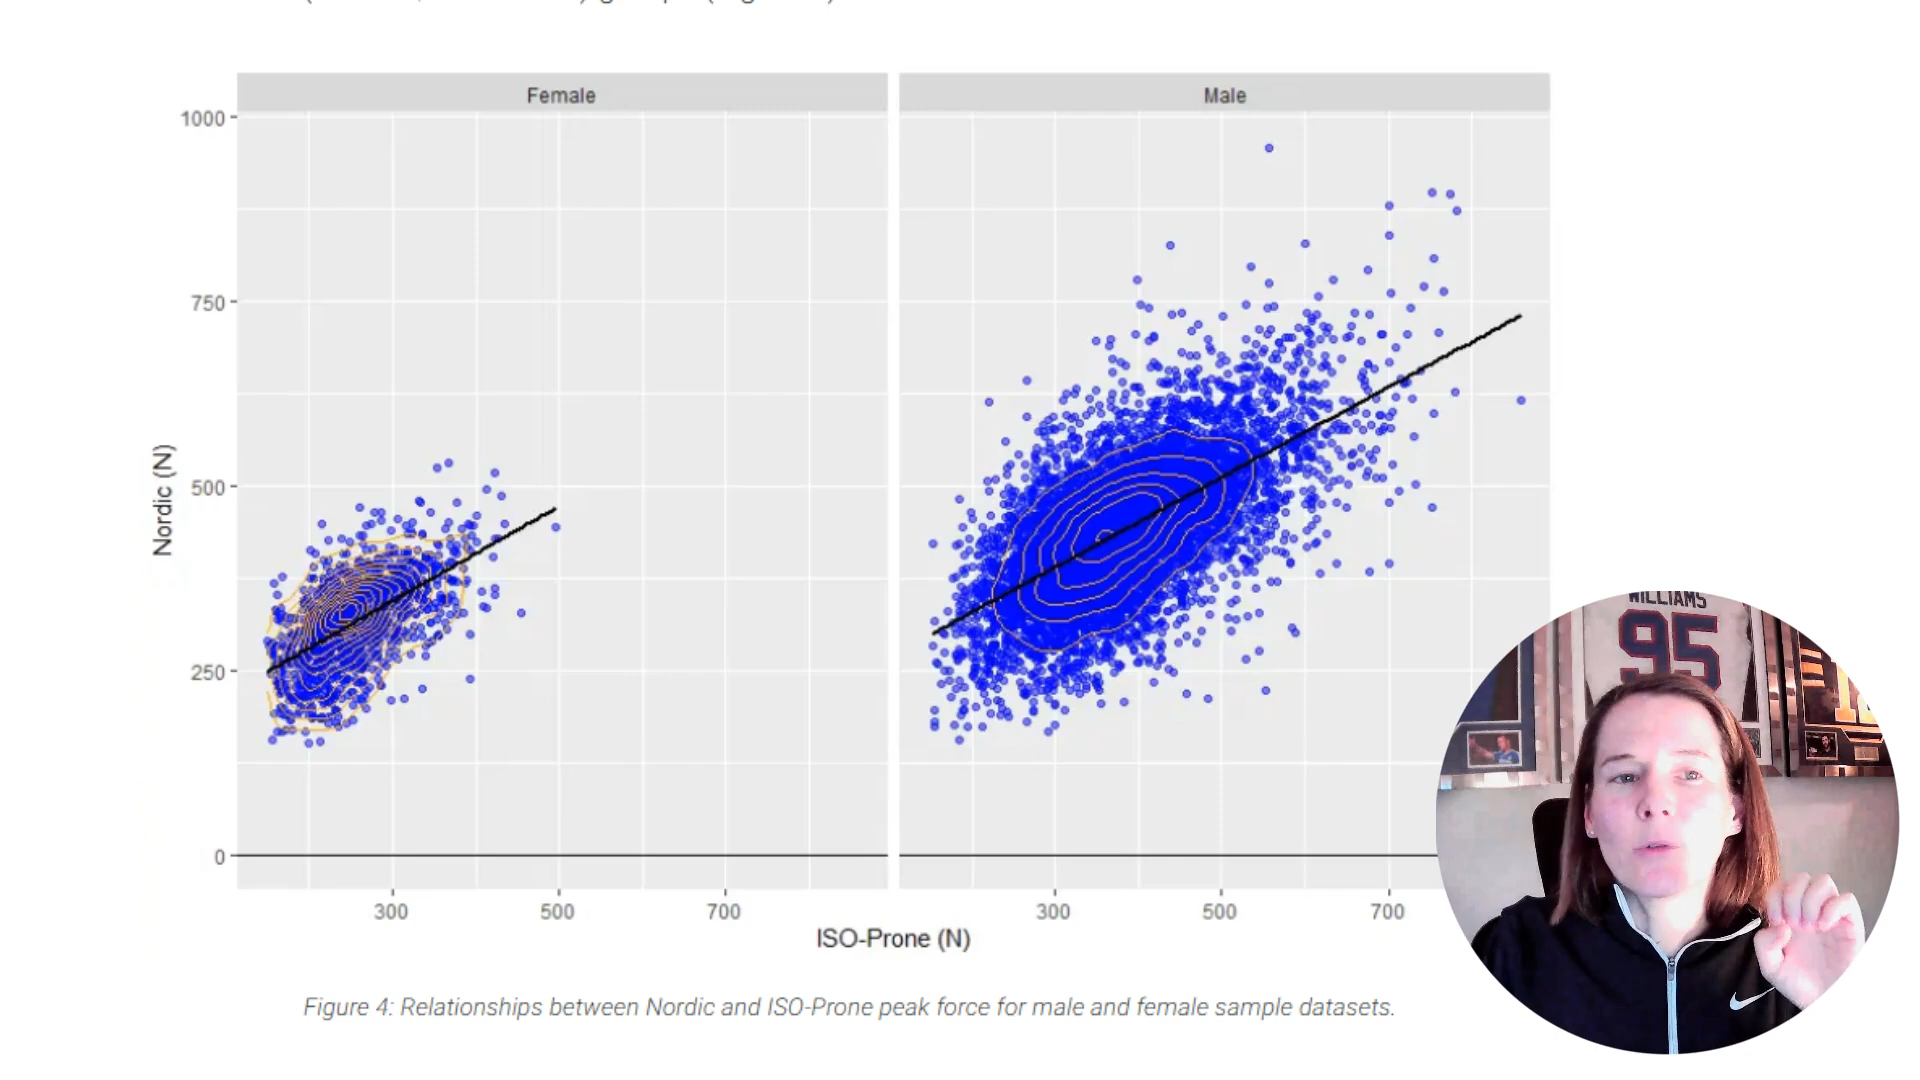 Female
Male
1000
750
500
250
0
Nordic (N)
300
500
700
300
500
700
ISO-Prone (N)
Figure 4: Relationships between Nordic and ISO-Prone peak force for male and female sample datasets.
WILLIAMS
95